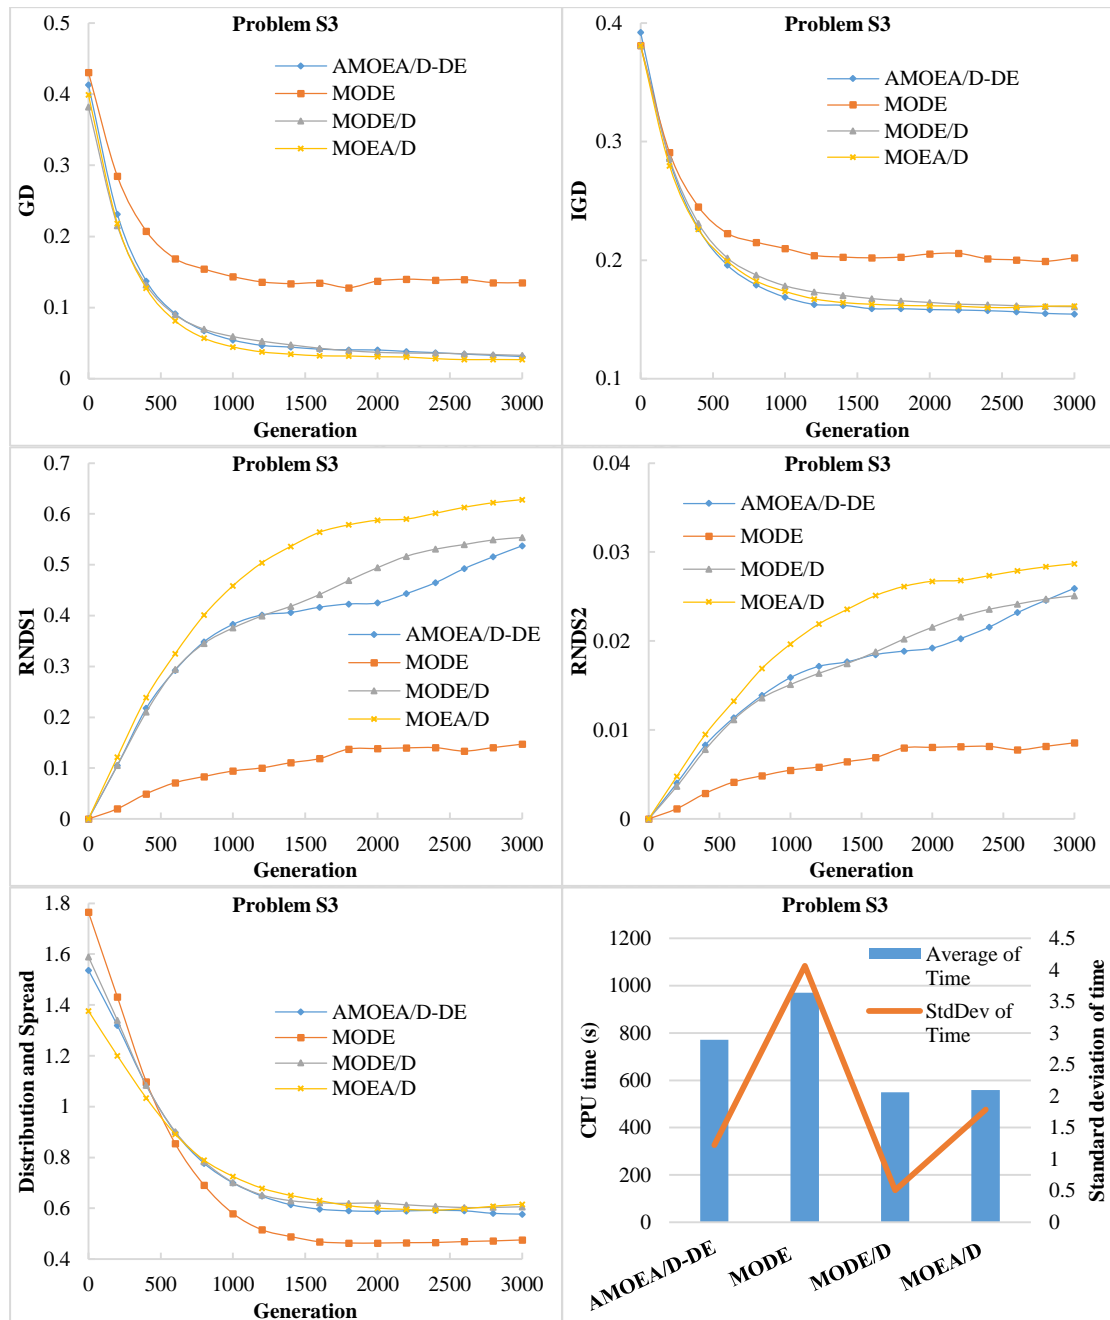 Problem S3
0.5
0.4
0.3
0.2
0.1
0
GD
AMOEA/D-DE
MODE
MODE/D
MOEA/D
0 500 1000 1500 2000 2500 3000
Generation
Problem S3
0.4
0.3
0.2
0.1
IGD
AMOEA/D-DE
MODE
MODE/D
MOEA/D
0 500 1000 1500 2000 2500 3000
Generation
Problem S3
0.7
0.6
0.5
0.4
0.3
0.2
0.1
0
RNDS1
AMOEA/D-DE
MODE
MODE/D
MOEA/D
0 500 1000 1500 2000 2500 3000
Generation
Problem S3
0.04
0.03
0.02
0.01
0
RNDS2
AMOEA/D-DE
MODE
MODE/D
MOEA/D
0 500 1000 1500 2000 2500 3000
Generation
Problem S3
1.8
1.6
1.4
1.2
1
0.8
0.6
0.4
Distribution and Spread
AMOEA/D-DE
MODE
MODE/D
MOEA/D
0 500 1000 1500 2000 2500 3000
Generation
Problem S3
1200
1000
800
600
400
200
0
CPU time (s)
Average of
Time
StdDev of
Time
4.5
4
3.5
3
2.5
2
1.5
1
0.5
0
Standard deviation of time
AMOEA/D-DE
MODE
MODE/D
MOEA/D